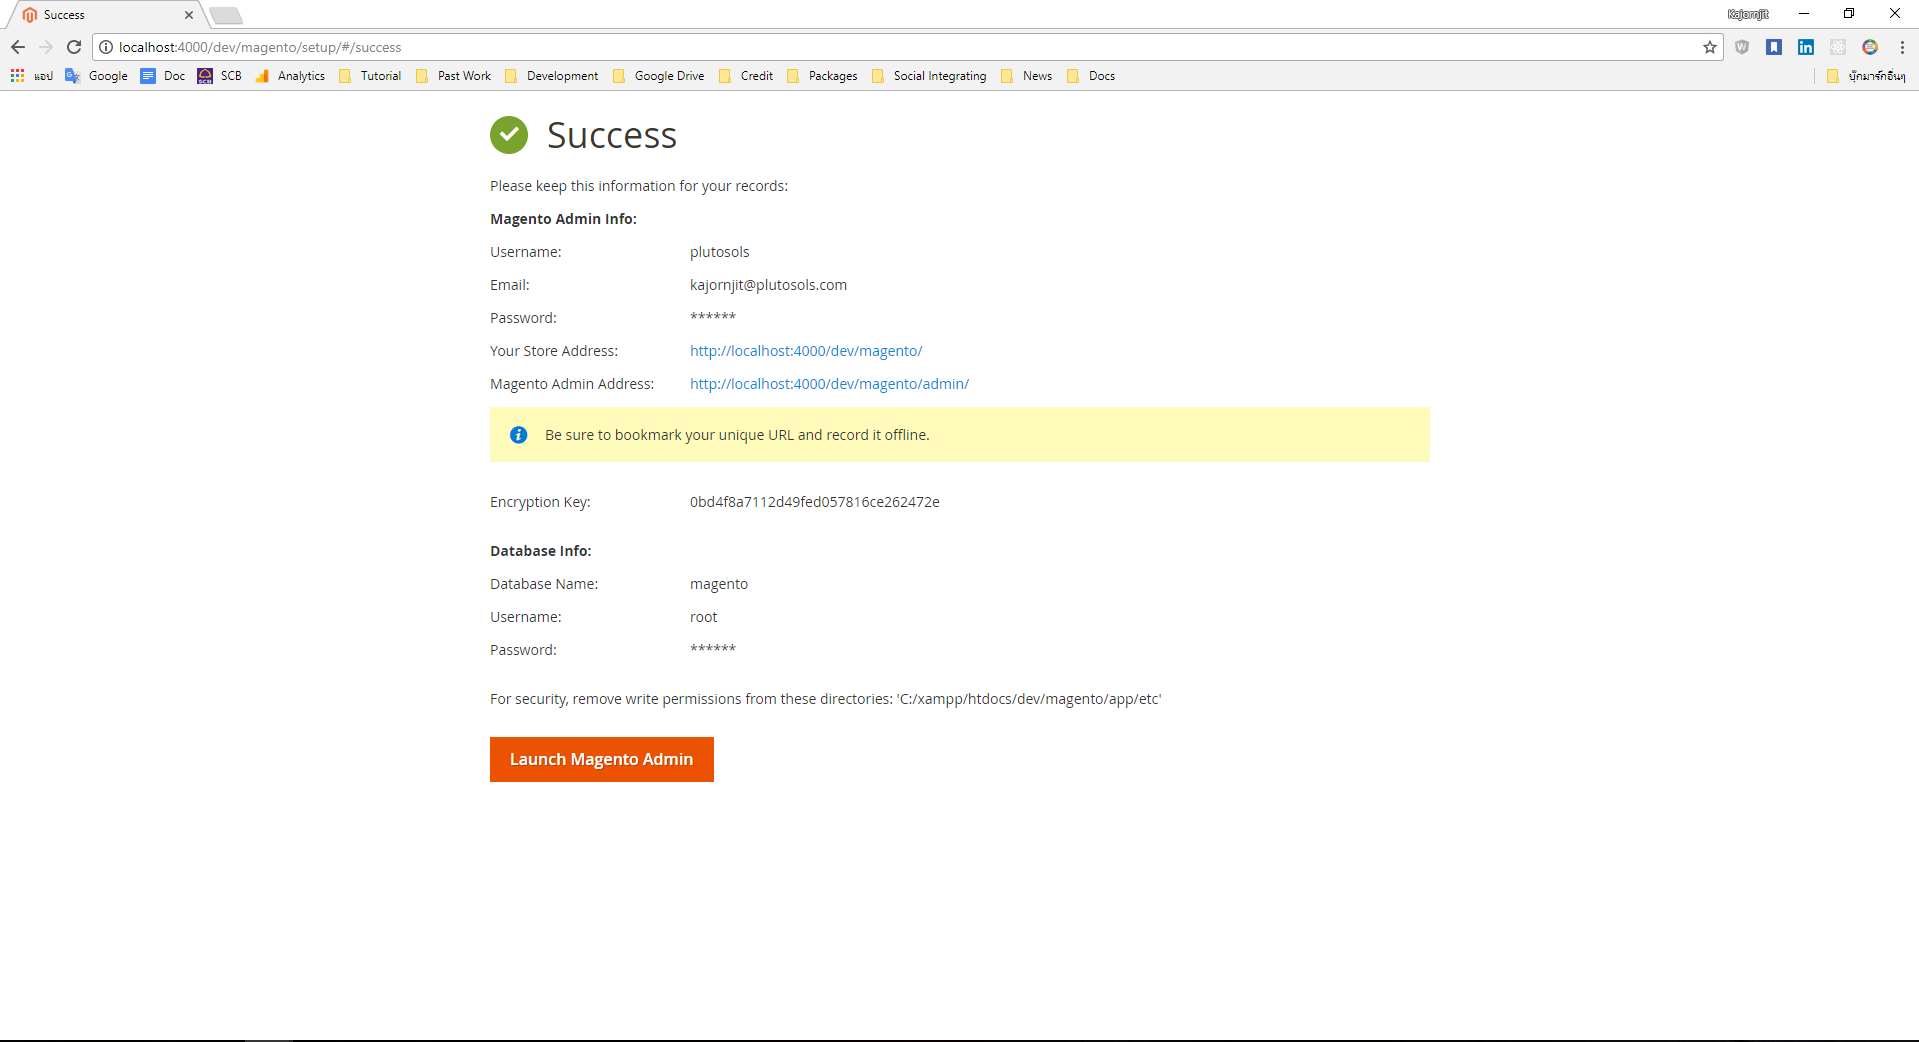 Success
Kajornjit
localhost:4000/dev/magento/setup/#/success
แอป Google Doc SCB Analytics Tutorial Past Work Development Google Drive Credit Packages Social Integrating News Docs บุ๊กมาร์กอื่นๆ
Success
Please keep this information for your records:
Magento Admin Info:
Username: plutosols
Email: kajornjit@plutosols.com
Password: ******
Your Store Address: http://localhost:4000/dev/magento/
Magento Admin Address: http://localhost:4000/dev/magento/admin/
Be sure to bookmark your unique URL and record it offline.
Encryption Key: 0bd4f8a7112d49fed057816ce262472e
Database Info:
Database Name: magento
Username: root
Password: ******
For security, remove write permissions from these directories: 'C:/xampp/htdocs/dev/magento/app/etc'
Launch Magento Admin